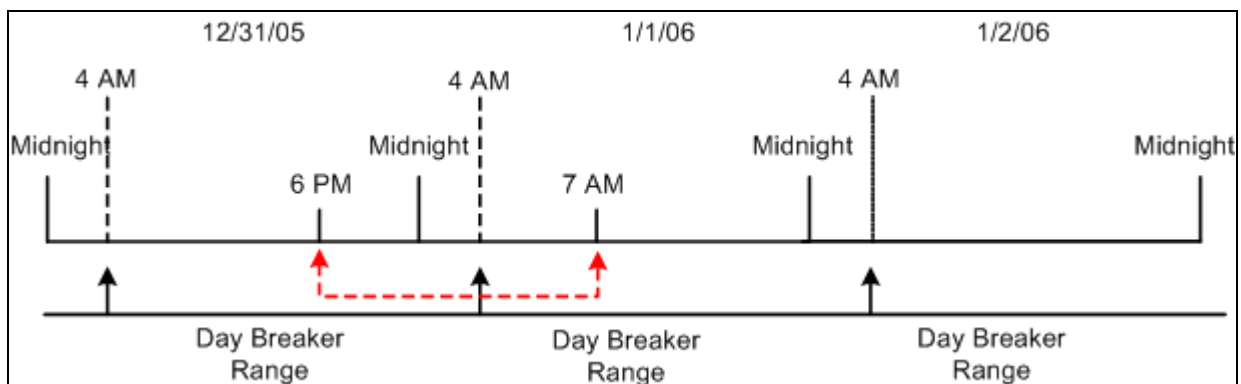 12/31/05 1/1/06 1/2/06
4 AM 4 AM 4 AM
Midnight Midnight Midnight Midnight
6 PM 7 AM
Day Breaker Range Day Breaker Range Day Breaker Range